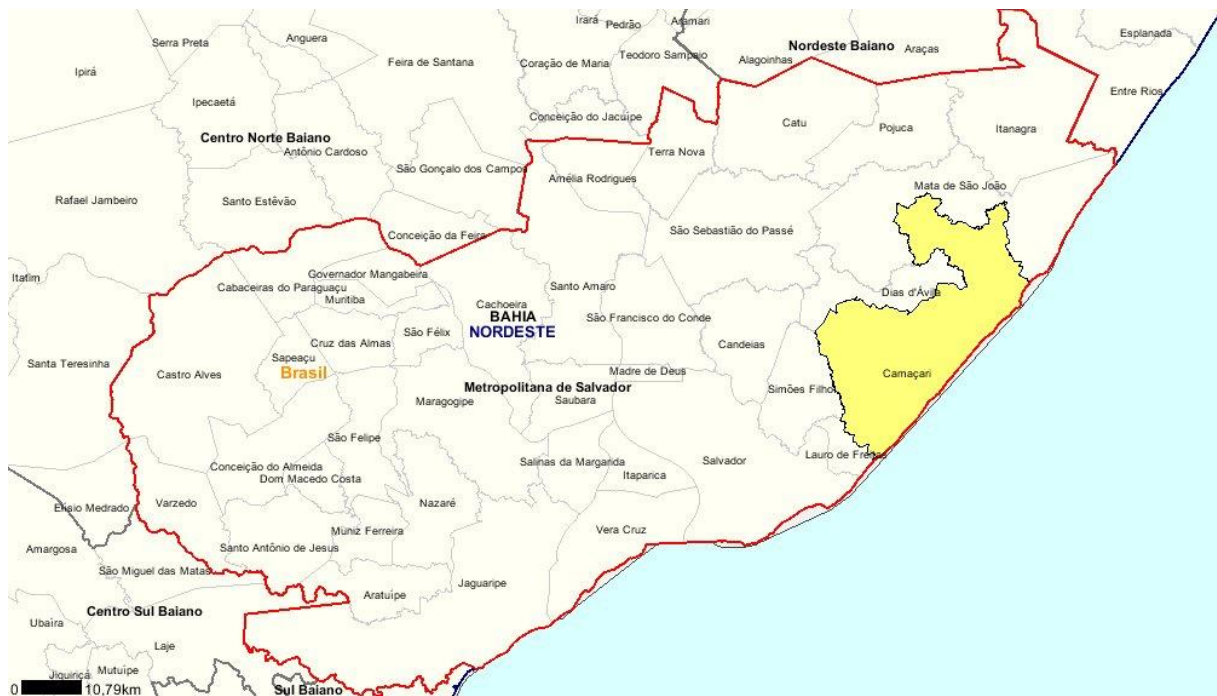 Irará
Pedrão
Aramari
Esplanada
Serra Preta
Anguera
Nordeste Baiano
Araças
Ipirá
Feira de Santana
Coração de Maria
Teodoro Sampaio
Alagoinhas
Entre Rios
Ipecaetá
Conceição do Jacuípe
Catu
Pojuca
Itanagra
Centro Norte Baiano
Antônio Cardoso
Terra Nova
São Gonçalo dos Campos
Amélia Rodrigues
Mata de São João
Rafael Jambeiro
Santo Estêvão
Conceição da Feira
São Sebastião do Passé
Itatim
Governador Mangabeira
Cabaceiras do Paraguaçu
Santo Amaro
Dias d'Ávila
Muritiba
Cachoeira
BAHIA
São Francisco do Conde
NORDESTE
São Félix
Cruz das Almas
Candeias
Santa Teresinha
Sapeaçu
Castro Alves
Brasil
Madre de Deus
Camaçari
Metropolitana de Salvador
Simões Filho
Maragogipe
Saubara
São Felipe
Lauro de Freitas
Conceição do Almeida
Salinas da Margarida
Salvador
Dom Macedo Costa
Itaparica
Elísio Medrado
Varzedo
Nazaré
Muniz Ferreira
Vera Cruz
Amargosa
Santo Antônio de Jesus
São Miguel das Matas
Jaguaripe
Aratuípe
Centro Sul Baiano
Ubaíra
Laje
Mutuípe
Jiquiriçá
Sul Baiano
0 10,79km